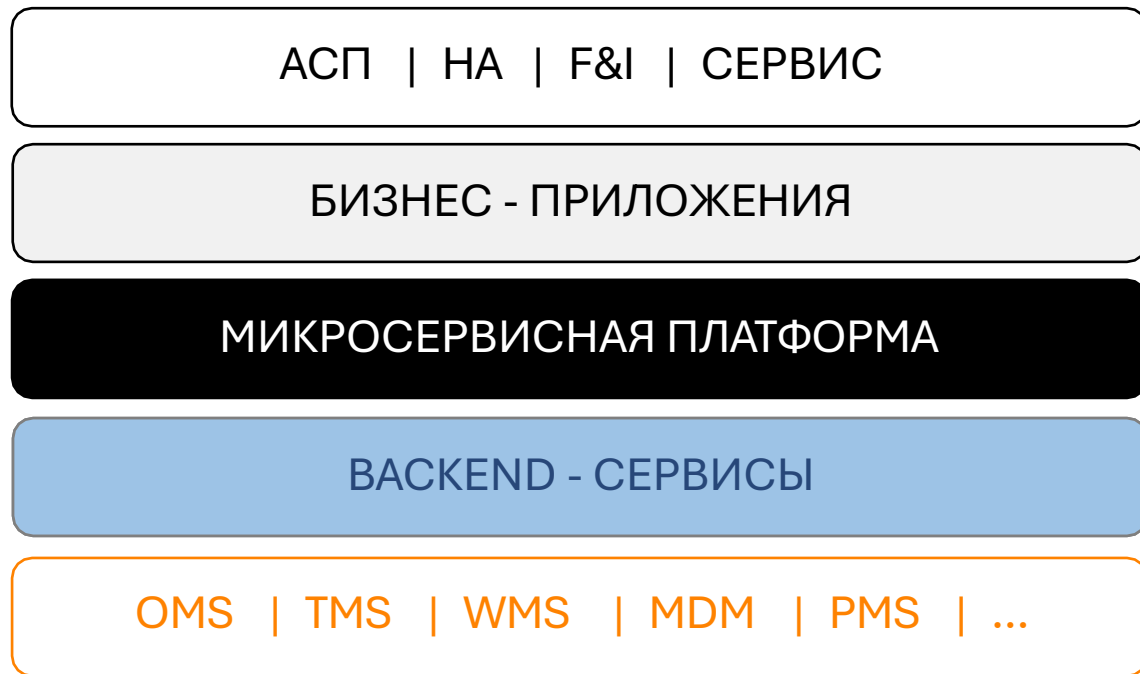 АСП | НА | F&I | СЕРВИС
БИЗНЕС - ПРИЛОЖЕНИЯ
МИКРОСЕРВИСНАЯ ПЛАТФОРМА
BACKEND - СЕРВИСЫ
OMS | TMS | WMS | MDM | PMS | ...